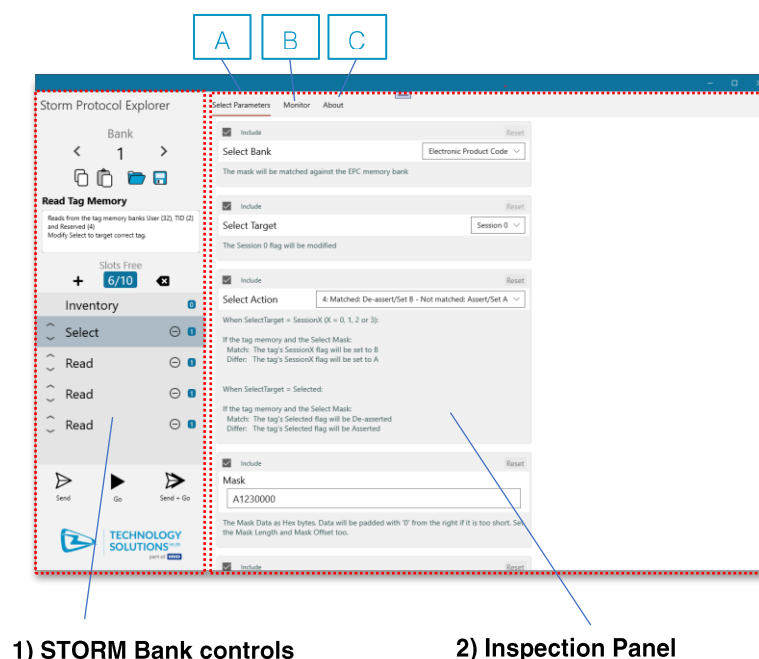 A B C
Storm Protocol Explorer
Bank
1
Read Tag Memory
Reads from the tag memory banks User (32), TID (2)
and Reserved (4)
Modify Select to target correct tag.
Slots Free
6/10
Inventory 0
Select 1
Read 1
Read 1
Read 1
Send Go Send + Go
TECHNOLOGY
SOLUTIONS
part of HID
Select Parameters Monitor About
Include Reset
Select Bank Electronic Product Code
The mask will be matched against the EPC memory bank
Include Reset
Select Target Session 0
The Session 0 flag will be modified
Include Reset
Select Action 4: Matched: De-assert/Set B - Not matched: Assert/Set A
When SelectTarget = SessionX (X = 0, 1, 2 or 3):
If the tag memory and the Select Mask:
Match: The tag's SessionX flag will be set to B
Differ: The tag's SessionX flag will be set to A
When SelectTarget = Selected:
If the tag memory and the Select Mask:
Match: The tag's Selected flag will be De-asserted
Differ: The tag's Selected flag will be Asserted
Include Reset
Mask
A1230000
The Mask Data as Hex bytes. Data will be padded with '0' from the right if it is too short. Set
the Mask Length and Mask Offset too.
Include Reset
1) STORM Bank controls
2) Inspection Panel